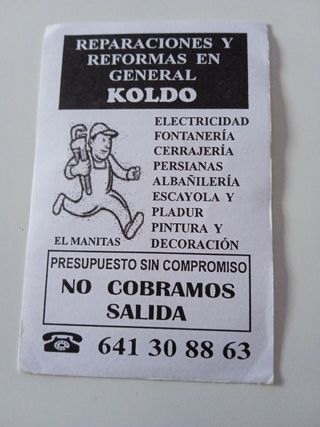 REPARACIONES Y
REFORMAS EN
GENERAL
KOLDO
ELECTRICIDAD
FONTANERÍA
CERRAJERÍA
PERSIANAS
ALBAÑILERÍA
ESCAYOLA Y
PLADUR
PINTURA Y
DECORACIÓN
EL MANITAS
PRESUPUESTO SIN COMPROMISO
NO COBRAMOS
SALIDA
641 30 88 63